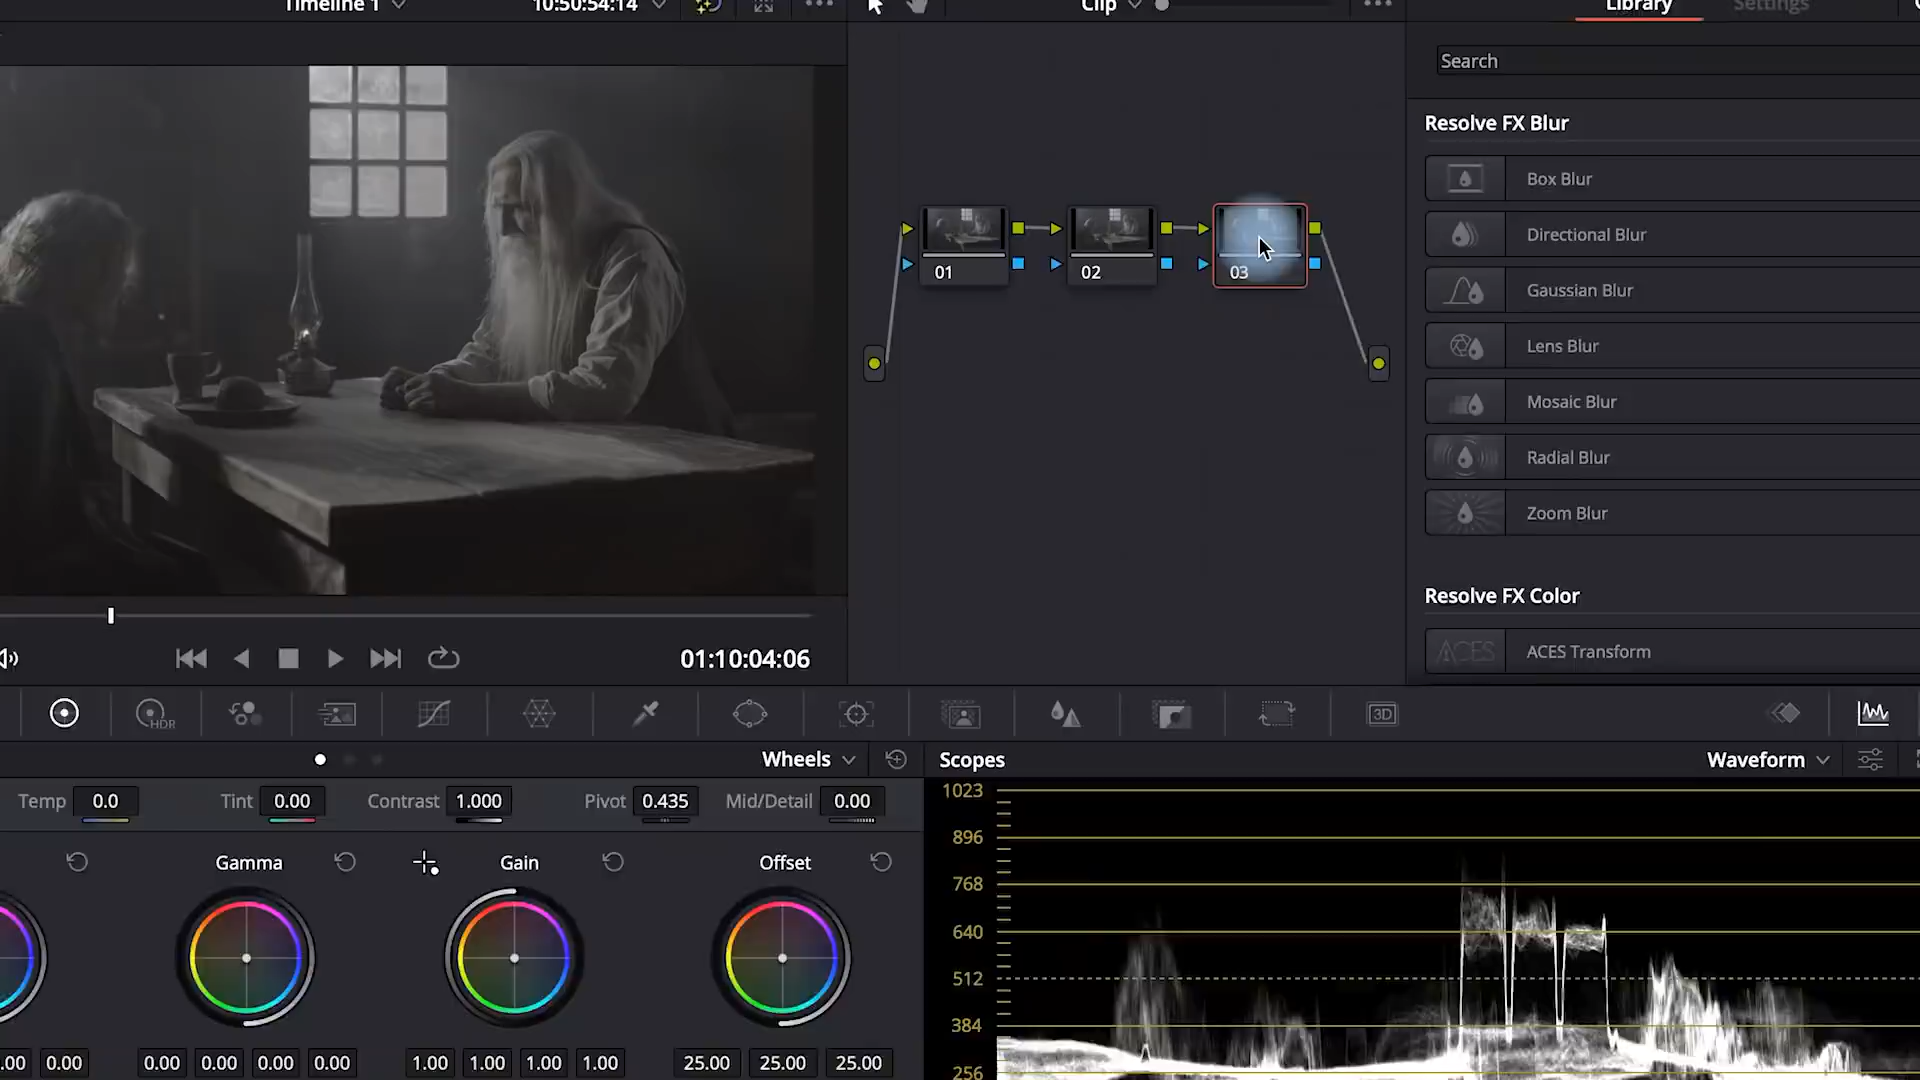 Timeline 1
10:50:54:14
Clip
Library
Settings
Search
Resolve FX Blur
Box Blur
Directional Blur
Gaussian Blur
Lens Blur
Mosaic Blur
Radial Blur
Zoom Blur
Resolve FX Color
ACES
ACES Transform
01
02
03
01:10:04:06
HDR
3D
Wheels
Temp 0.0
Tint 0.00
Contrast 1.000
Pivot 0.435
Mid/Detail 0.00
Gamma
Gain
Offset
.00 0.00
0.00 0.00 0.00 0.00
1.00 1.00 1.00 1.00
25.00 25.00 25.00
Scopes
Waveform
1023
896
768
640
512
384
256